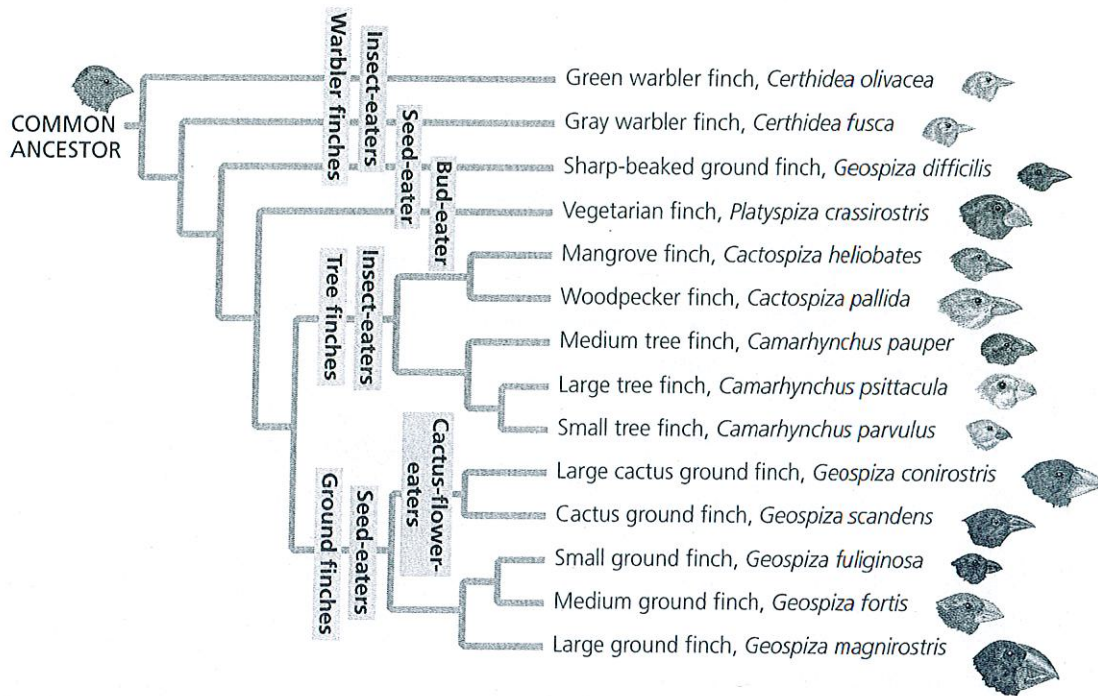 COMMON
ANCESTOR
Warbler finches
Insect-eaters
Seed-eater
Bud-eater
Tree finches
Insect-eaters
Ground finches
Seed-eaters
Cactus-flower-
eaters
Green warbler finch, Certhidea olivacea
Gray warbler finch, Certhidea fusca
Sharp-beaked ground finch, Geospiza difficilis
Vegetarian finch, Platyspiza crassirostris
Mangrove finch, Cactospiza heliobates
Woodpecker finch, Cactospiza pallida
Medium tree finch, Camarhynchus pauper
Large tree finch, Camarhynchus psittacula
Small tree finch, Camarhynchus parvulus
Large cactus ground finch, Geospiza conirostris
Cactus ground finch, Geospiza scandens
Small ground finch, Geospiza fuliginosa
Medium ground finch, Geospiza fortis
Large ground finch, Geospiza magnirostris